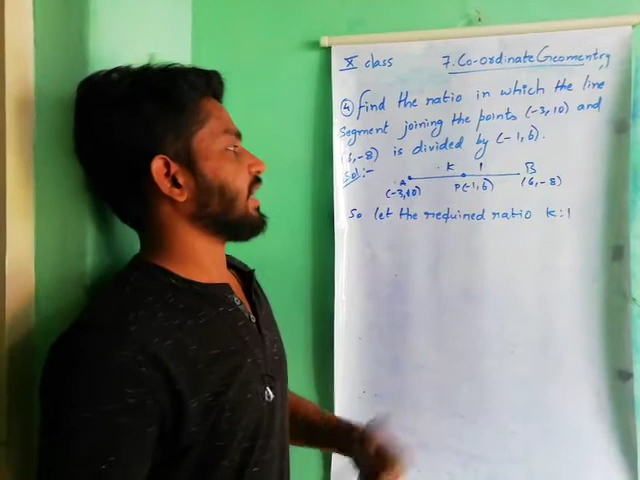 X class 7. Co-ordinate Geomentry
④ find the ratio in which the line
Segment joining the points (-3,10) and
(6,-8) is divided by (-1,6).
Sol:- K 1
A P(-1,6) B
(-3,10) (6,-8)
So let the required ratio k:1